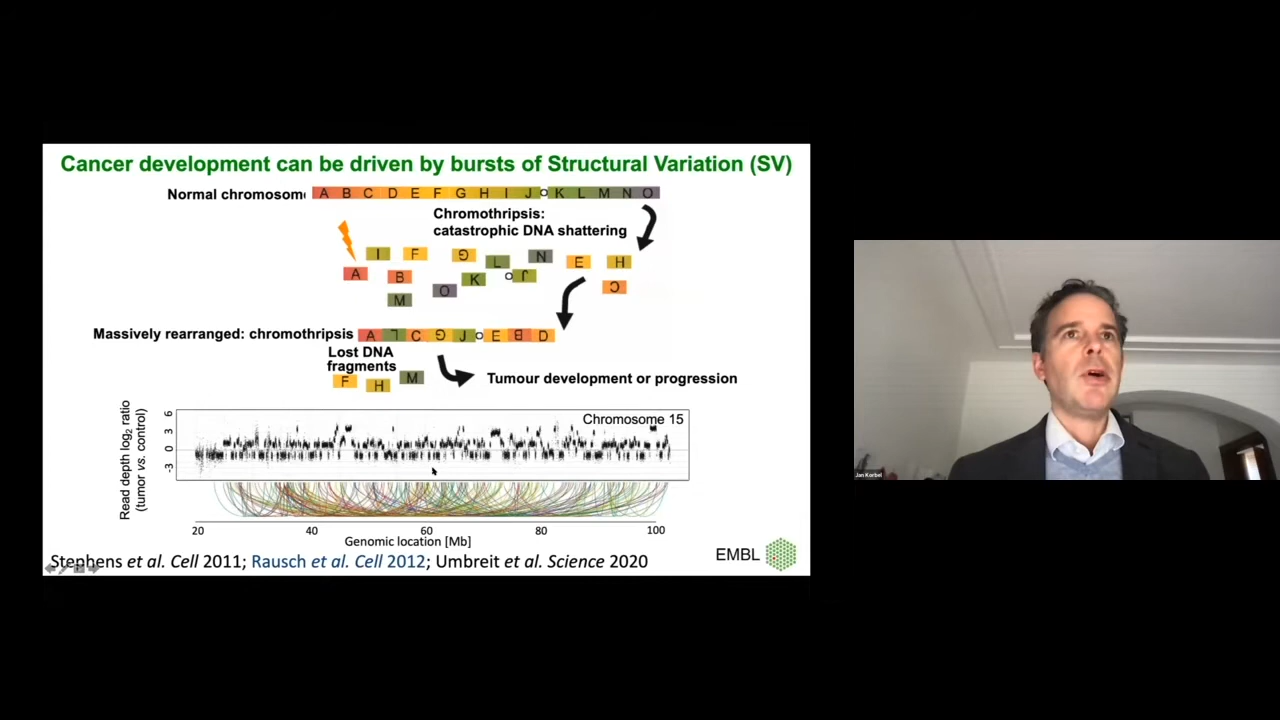 Cancer development can be driven by bursts of Structural Variation (SV)
Normal chromosome A B C D E F G H I J K L M N O
Chromothripsis:
catastrophic DNA shattering
I F G L N E H
A B M O K J C
Massively rearranged: chromothripsis A L C G J E B D
Lost DNA
fragments
F H M
Tumour development or progression
Chromosome 15
Read depth log2 ratio
(tumor vs. control)
6
3
0
-3
20 40 60 80 100
Genomic location [Mb]
Stephens et al. Cell 2011; Rausch et al. Cell 2012; Umbreit et al. Science 2020
EMBL
Jan Korbel